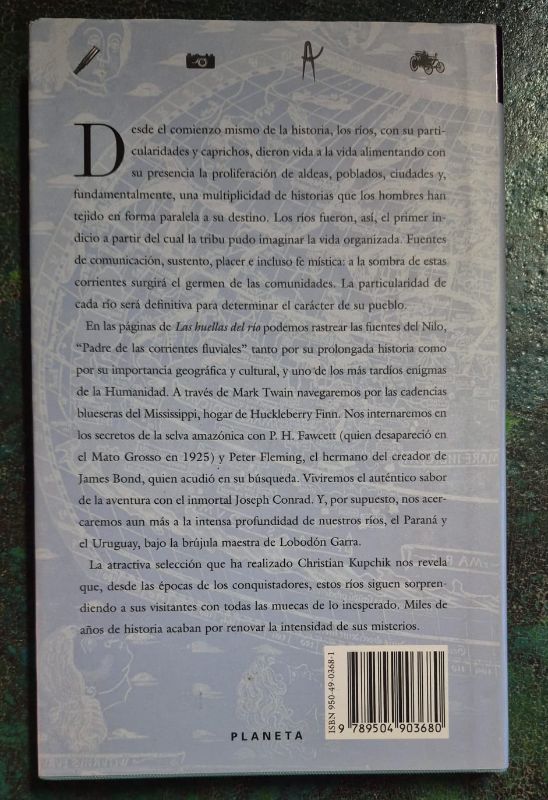 Desde el comienzo mismo de la historia, los ríos, con su parti-
cularidades y caprichos, dieron vida a la vida alimentando con
su presencia la proliferación de aldeas, poblados, ciudades y,
fundamentalmente, una multiplicidad de historias que los hombres han
tejido en forma paralela a su destino. Los ríos fueron, así, el primer in-
dicio a partir del cual la tribu pudo imaginar la vida organizada. Fuentes
de comunicación, sustento, placer e incluso fe mística: a la sombra de estas
corrientes surgirá el germen de las comunidades. La particularidad de
cada río será definitiva para determinar el carácter de su pueblo.
En las páginas de Las huellas del río podemos rastrear las fuentes del Nilo,
“Padre de las corrientes fluviales” tanto por su prolongada historia como
por su importancia geográfica y cultural, y uno de los más tardíos enigmas
de la Humanidad. A través de Mark Twain navegaremos por las cadencias
blueseras del Mississippi, hogar de Huckleberry Finn. Nos internaremos en
los secretos de la selva amazónica con P. H. Fawcett (quien desapareció en
el Mato Grosso en 1925) y Peter Fleming, el hermano del creador de
James Bond, quien acudió en su búsqueda. Viviremos el auténtico sabor
de la aventura con el inmortal Joseph Conrad. Y, por supuesto, nos acer-
caremos aun más a la intensa profundidad de nuestros ríos, el Paraná y
el Uruguay, bajo la brújula maestra de Lobodón Garra.
La atractiva selección que ha realizado Christian Kupchik nos revela
que, desde las épocas de los conquistadores, estos ríos siguen sorpren-
diendo a sus visitantes con todas las muecas de lo inesperado. Miles de
años de historia acaban por renovar la intensidad de sus misterios.
ISBN 950-49-0368-1
9 789504 903680
PLANETA